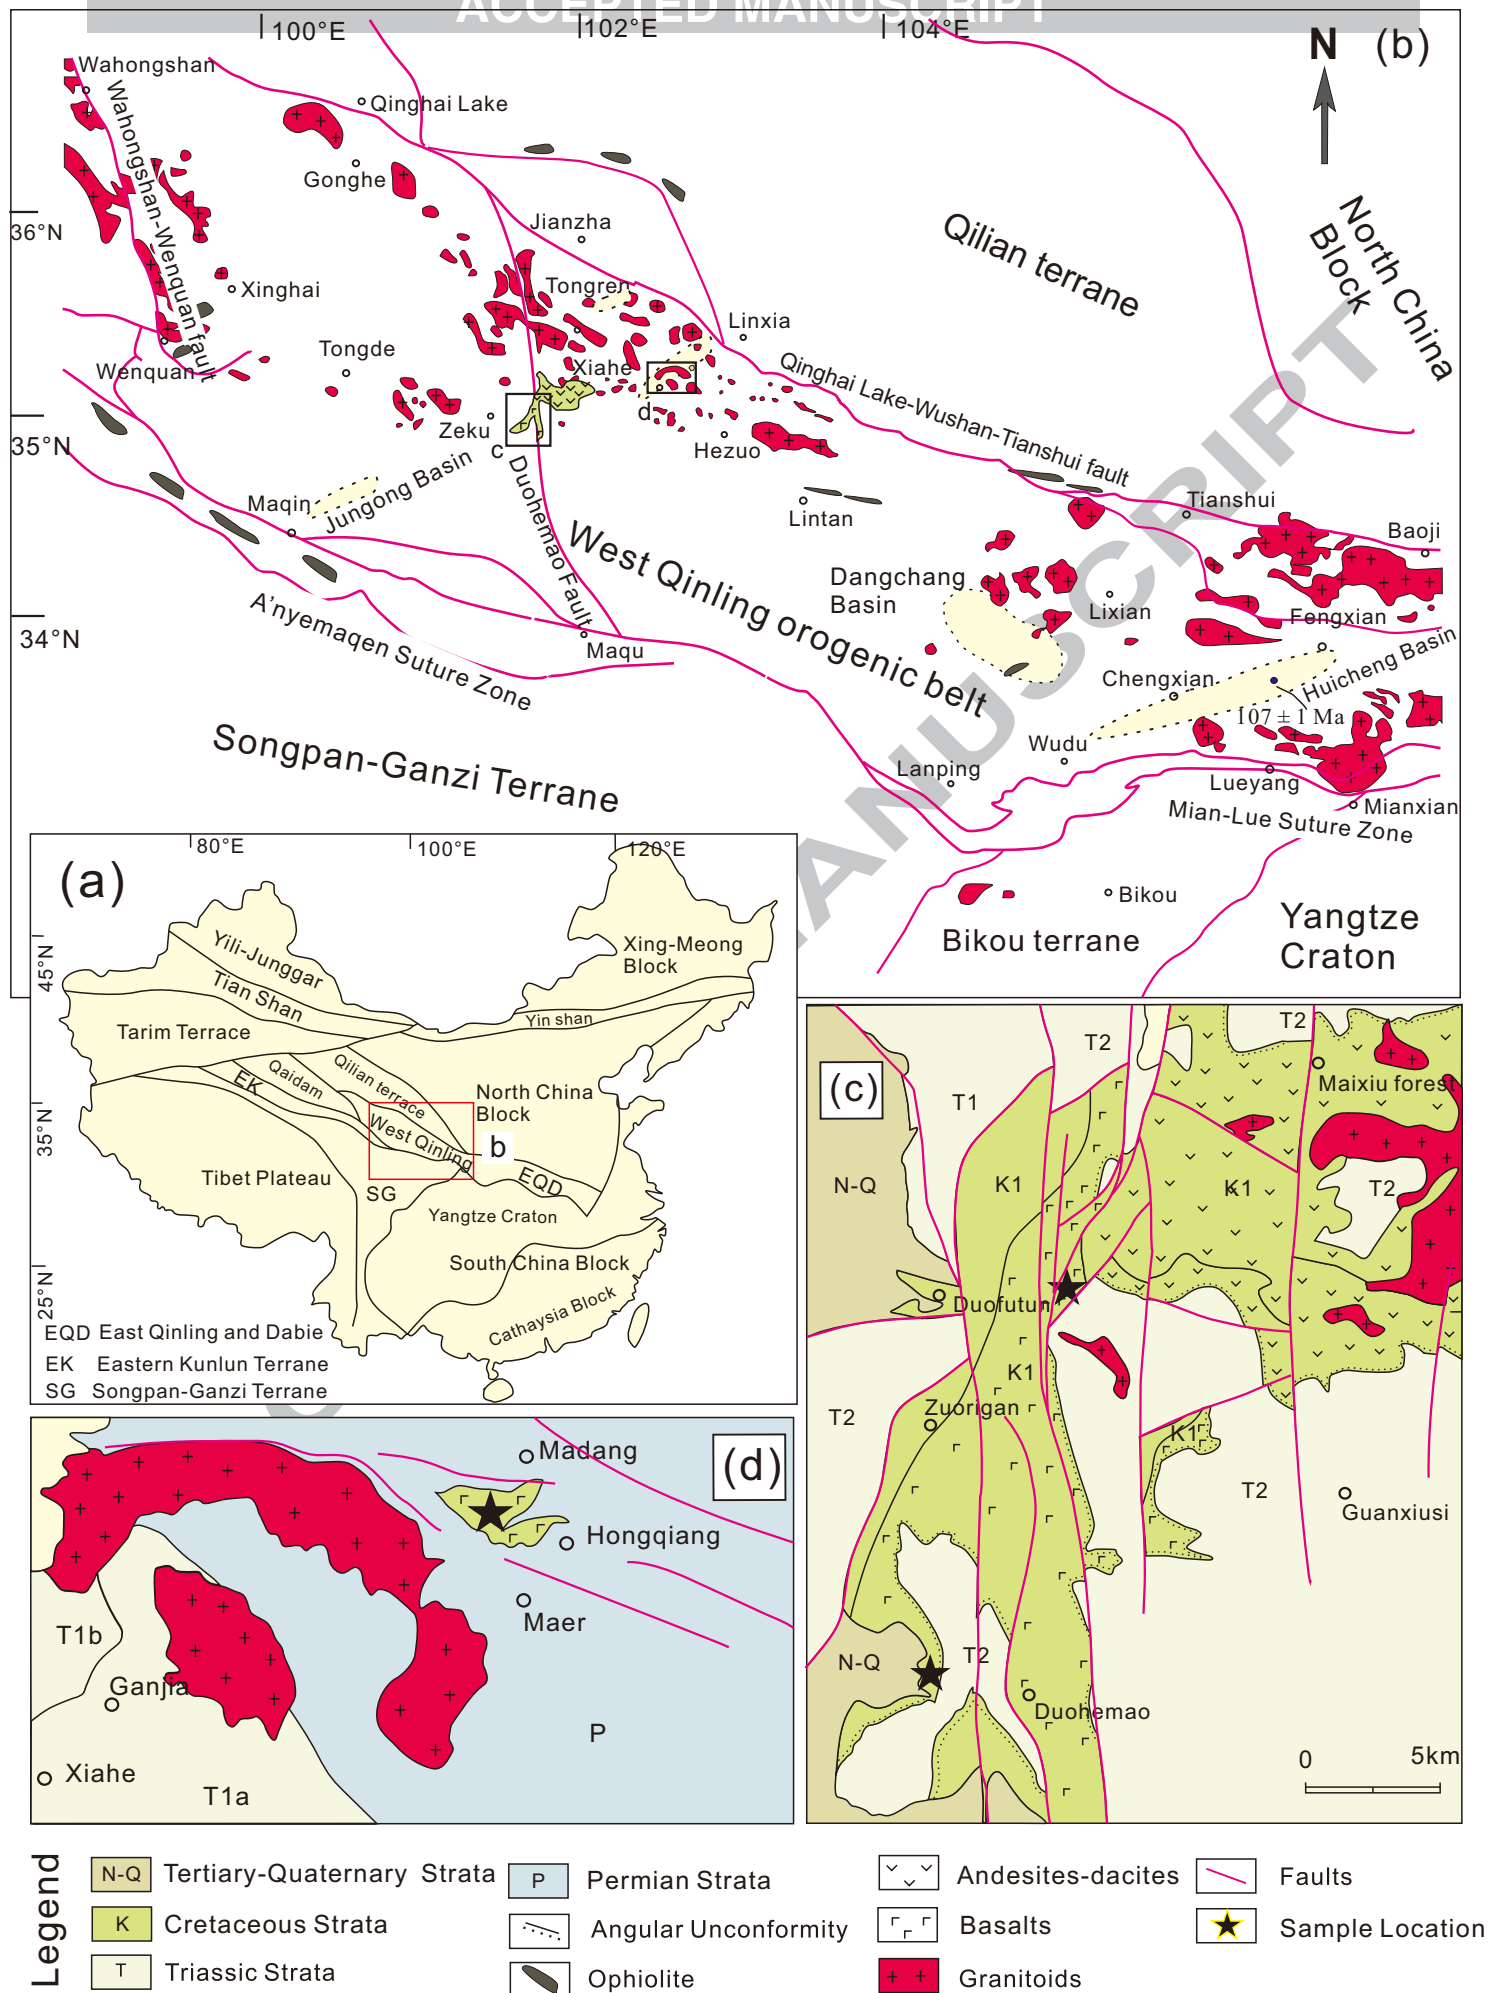 ACCEPTED MANUSCRIPT
100°E
102°E
104°E
N
(b)
Wahongshan
Qinghai Lake
Wahongshan-Wenquan fault
Gonghe
Jianzha
36°N
Qilian terrane
North China
Block
Xinghai
Tongren
Linxia
Tongde
Xiahe
Wenquan
Qinghai Lake-Wushan-Tianshui fault
d
Zeku
c
Hezuo
35°N
Jungong Basin
Maqin
Duohemao Fault
Lintan
Tianshui
Baoji
West Qinling orogenic belt
Dangchang
Basin
Lixian
Fengxian
34°N
A'nyemaqen Suture Zone
Maqu
Chengxian
Huicheng Basin
107 ± 1 Ma
Songpan-Ganzi Terrane
Wudu
Lanping
Lueyang
Mianxian
Mian-Lue Suture Zone
Bikou
Bikou terrane
Yangtze
Craton
MANUSCRIPT
(a)
80°E
100°E
120°E
45°N
35°N
25°N
Yili-Junggar
Tian Shan
Xing-Meong
Block
Tarim Terrace
Yin shan
Qilian terrace
Qaidam
EK
North China
Block
West Qinling
b
Tibet Plateau
SG
EQD
Yangtze Craton
South China Block
Cathaysia Block
EQD East Qinling and Dabie
EK Eastern Kunlun Terrane
SG Songpan-Ganzi Terrane
(c)
T2
T2
Maixiu forest
T1
N-Q
K1
K1
T2
Duofutun
K1
T2
Zuorigan
K1
T2
Guanxiusi
N-Q
T2
Duohemao
0 5km
(d)
Madang
Hongqiang
Maer
T1b
Ganjia
P
Xiahe
T1a
Legend
N-Q Tertiary-Quaternary Strata
K Cretaceous Strata
T Triassic Strata
P Permian Strata
Angular Unconformity
Ophiolite
Andesites-dacites
Basalts
Granitoids
Faults
Sample Location